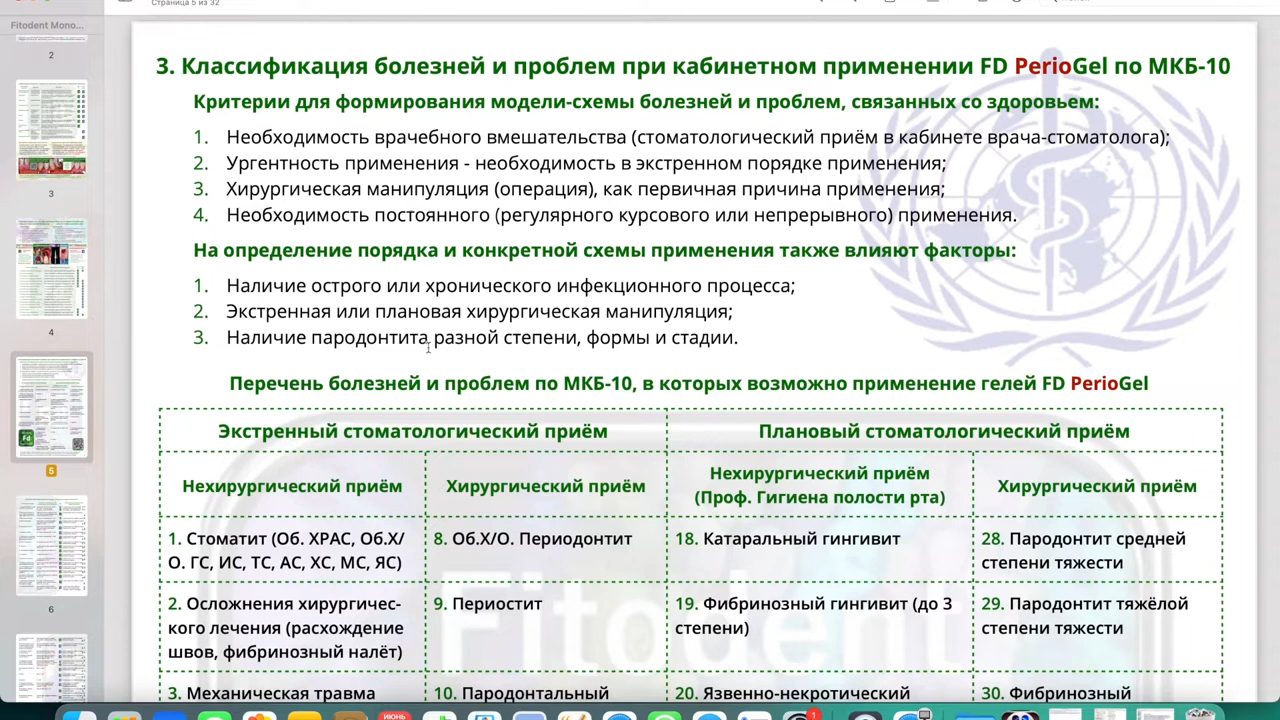 Страница 5 из 32
Fitodent Mono...
2
3
4
5
6
3. Классификация болезней и проблем при кабинетном применении FD PerioGel по МКБ-10
Критерии для формирования модели-схемы болезней и проблем, связанных со здоровьем:
1. Необходимость врачебного вмешательства (стоматологический приём в кабинете врача-стоматолога);
2. Ургентность применения - необходимость в экстренном порядке применения;
3. Хирургическая манипуляция (операция), как первичная причина применения;
4. Необходимость постоянного (регулярного курсового или непрерывного) применения.
На определение порядка и конкретной схемы применения также влияют факторы:
1. Наличие острого или хронического инфекционного процесса;
2. Экстренная или плановая хирургическая манипуляция;
3. Наличие пародонтита разной степени, формы и стадии.
Перечень болезней и проблем по МКБ-10, в которых возможно применение гелей FD PerioGel
Экстренный стоматологический приём
Плановый стоматологический приём
Нехирургический приём
Хирургический приём
Нехирургический приём
(Проф. Гигиена полости рта)
Хирургический приём
1. Стоматит (Об. ХРАС, Об.Х/
О. ГС, ИС, ТС, АС, ХС, МС, ЯС)
8. Об.Х/О. Периодонтит
18. Катаральный гингивит
28. Пародонтит средней
степени тяжести
2. Осложнения хирургичес-
кого лечения (расхождение
швов, фибринозный налёт)
9. Периостит
19. Фибринозный гингивит (до 3
степени)
29. Пародонтит тяжёлой
степени тяжести
3. Механическая травма
10. Пародонтальный
20. Язвенно-некротический
30. Фибринозный
ИЮНЬ
1